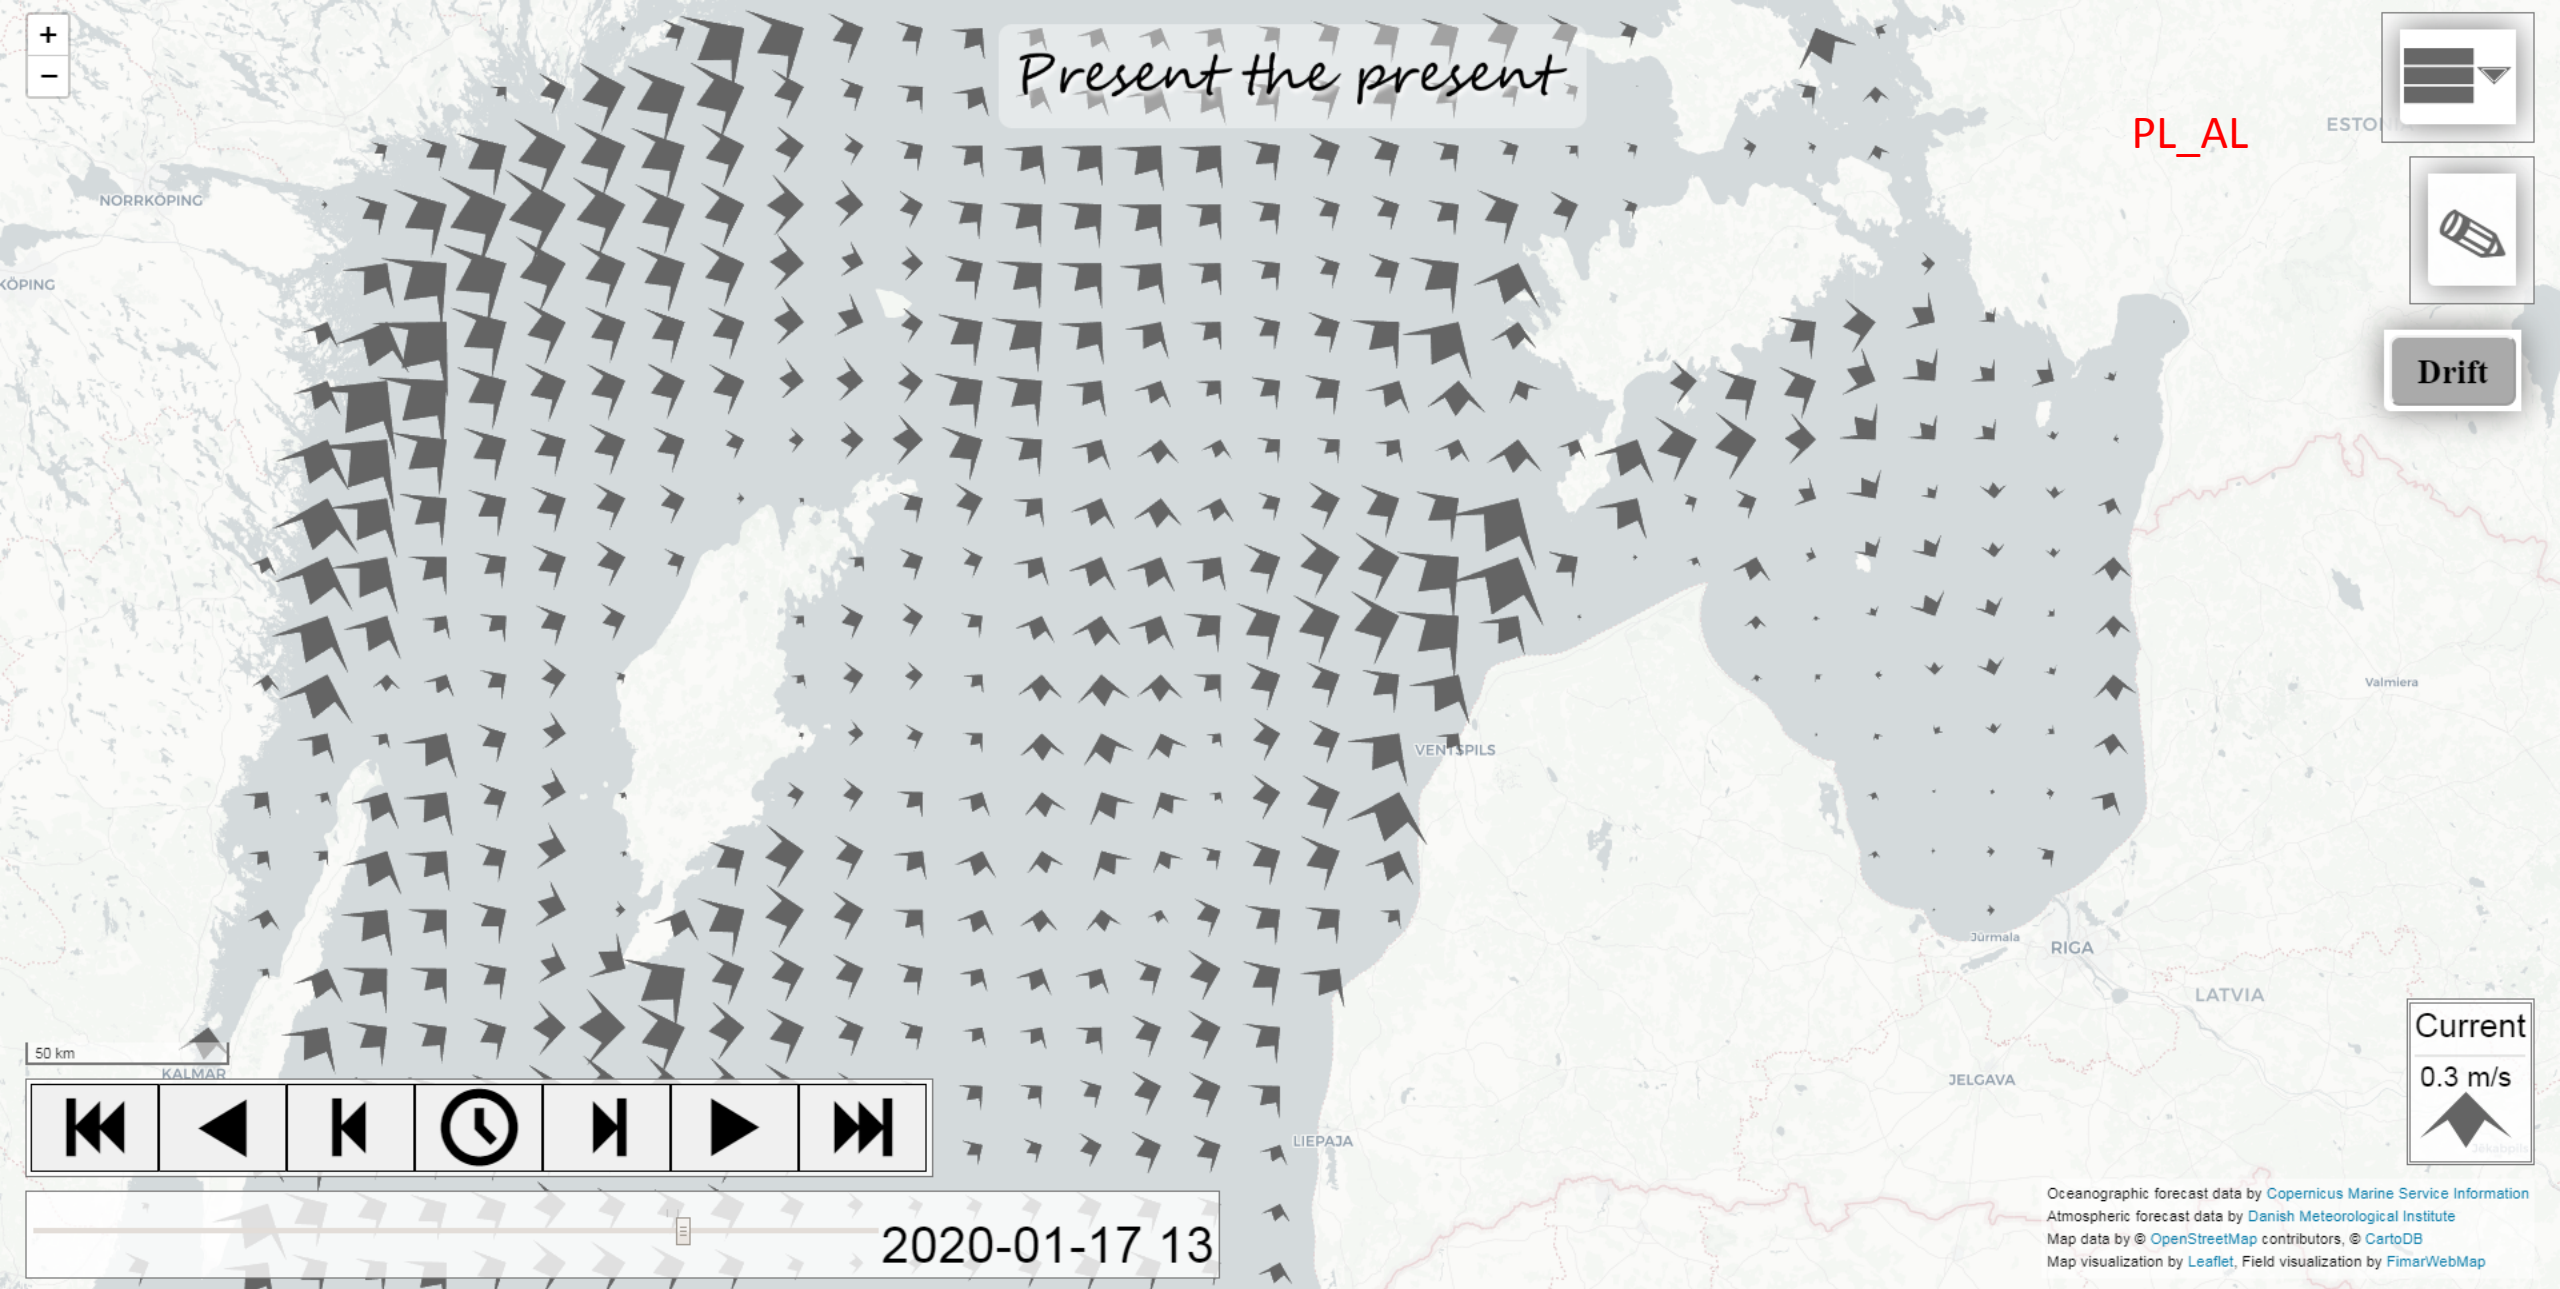 +
Present the present
−
PL_AL
ESTON
NORRKÖPING
KÖPING
Drift
Valmiera
VENTSPILS
Jūrmala
RIGA
LATVIA
Current
50 km
KALMAR
0.3 m/s
JELGAVA
LIEPAJA
Jēkabpils
Oceanographic forecast data by Copernicus Marine Service Information
Atmospheric forecast data by Danish Meteorological Institute
2020-01-17 13
Map data by © OpenStreetMap contributors, © CartoDB
Map visualization by Leaflet, Field visualization by FimarWebMap